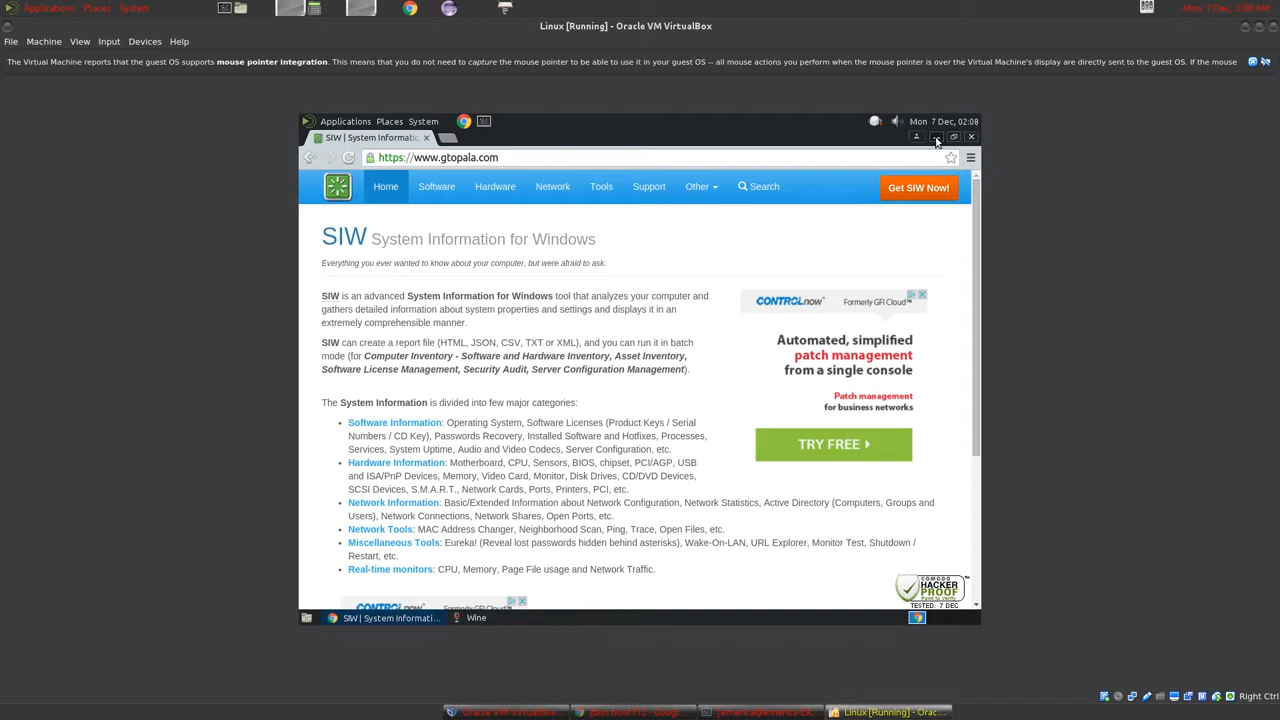 Applications Places System
Mon 7 Dec, 2:08 AM
Linux [Running] - Oracle VM VirtualBox
File Machine View Input Devices Help
The Virtual Machine reports that the guest OS supports mouse pointer integration. This means that you do not need to capture the mouse pointer to be able to use it in your guest OS -- all mouse actions you perform when the mouse pointer is over the Virtual Machine's display are directly sent to the guest OS. If the mouse
Applications Places System
Mon 7 Dec, 02:08
SIW | System Informatio
https://www.gtopala.com
Home Software Hardware Network Tools Support Other Search
Get SIW Now!
SIW System Information for Windows
Everything you ever wanted to know about your computer, but were afraid to ask.
SIW is an advanced System Information for Windows tool that analyzes your computer and
gathers detailed information about system properties and settings and displays it in an
extremely comprehensible manner.
SIW can create a report file (HTML, JSON, CSV, TXT or XML), and you can run it in batch
mode (for Computer Inventory - Software and Hardware Inventory, Asset Inventory,
Software License Management, Security Audit, Server Configuration Management).
CONTROLnow Formerly GFI Cloud™
Automated, simplified
patch management
from a single console
Patch management
for business networks
TRY FREE
The System Information is divided into few major categories:
Software Information: Operating System, Software Licenses (Product Keys / Serial
Numbers / CD Key), Passwords Recovery, Installed Software and Hotfixes, Processes,
Services, System Uptime, Audio and Video Codecs, Server Configuration, etc.
Hardware Information: Motherboard, CPU, Sensors, BIOS, chipset, PCI/AGP, USB
and ISA/PnP Devices, Memory, Video Card, Monitor, Disk Drives, CD/DVD Devices,
SCSI Devices, S.M.A.R.T., Network Cards, Ports, Printers, PCI, etc.
Network Information: Basic/Extended Information about Network Configuration, Network Statistics, Active Directory (Computers, Groups and
Users), Network Connections, Network Shares, Open Ports, etc.
Network Tools: MAC Address Changer, Neighborhood Scan, Ping, Trace, Open Files, etc.
Miscellaneous Tools: Eureka! (Reveal lost passwords hidden behind asterisks), Wake-On-LAN, URL Explorer, Monitor Test, Shutdown /
Restart, etc.
Real-time monitors: CPU, Memory, Page File usage and Network Traffic.
COMODO
HACKER
PROOF
TESTED: 7 DEC
CONTROLnow Formerly GFI Cloud™
SIW | System Informati... Wine
Right Ctrl
Linux [Running] - Orac...